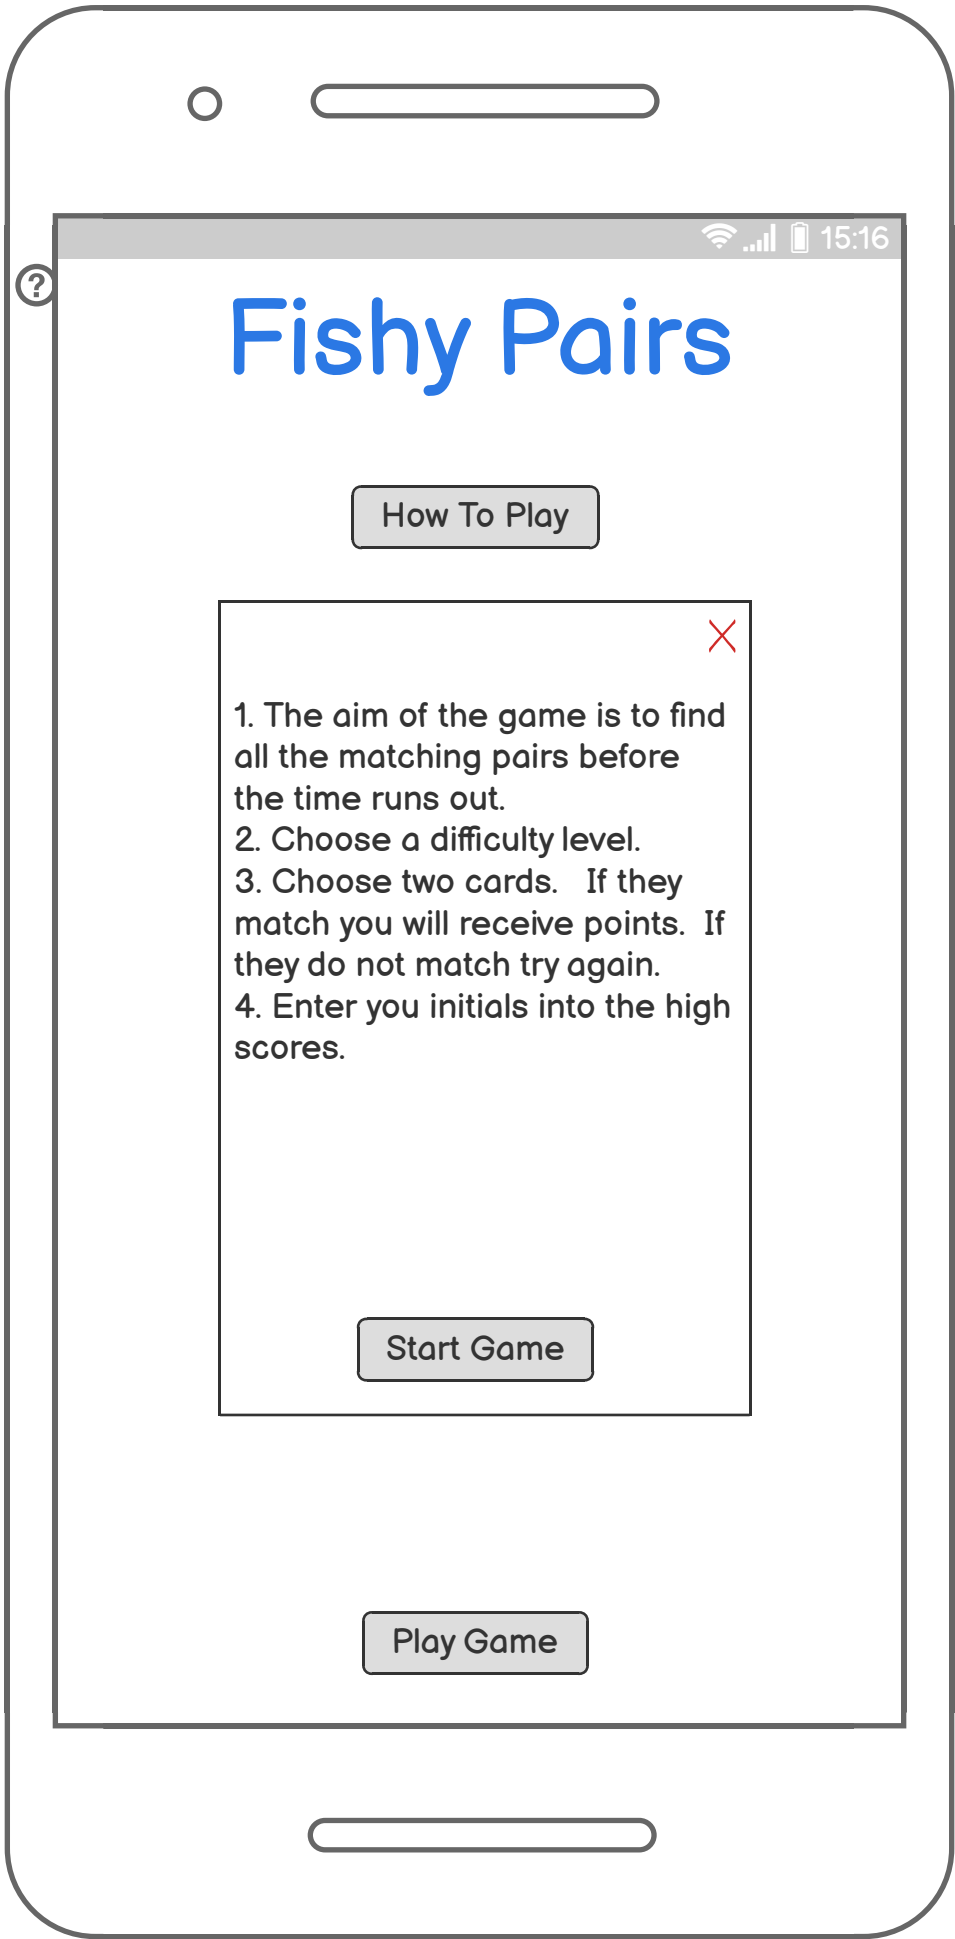 15:16
?
Fishy Pairs
How To Play
X
1. The aim of the game is to find
all the matching pairs before
the time runs out.
2. Choose a difficulty level.
3. Choose two cards.   If they
match you will receive points.  If
they do not match try again.
4. Enter you initials into the high
scores.
Start Game
Play Game